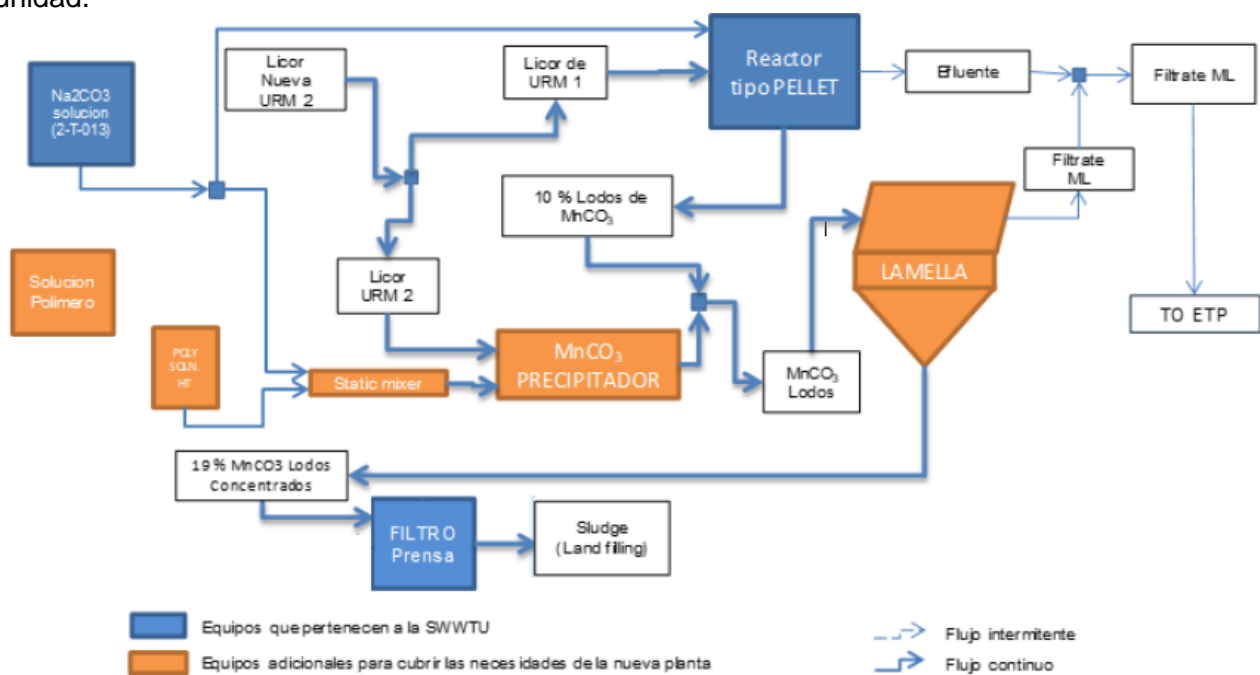 unidad.
Na2CO3
solucion
(2-T-013)
Licor
Nueva
URM 2
Licor de
URM 1
Reactor
tipo PELLET
Efluente
Filtrate ML
Filtrate
ML
10 % Lodos de
MnCO₃
Solucion
Polimero
Licor
URM 2
LAMELLA
TO ETP
POLY
SOLN.
HT
Static mixer
MnCO₃
PRECIPITADOR
MnCO₃
Lodos
19% MnCO3 Lodos
Concentrados
FILTRO
Prensa
Sludge
(Land filling)
Equipos que pertenecen a la SWWTU
Equipos adicionales para cubrir las necesidades de la nueva planta
Flujo intermitente
Flujo continuo